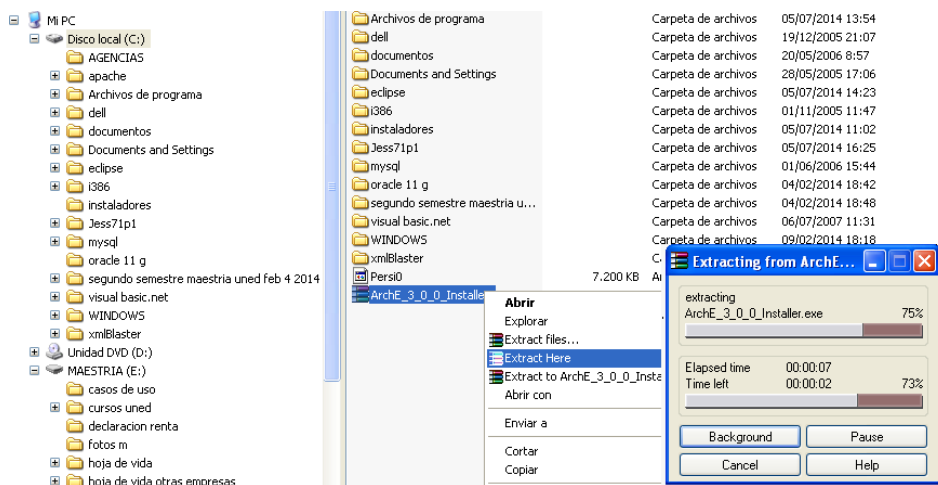 Mi PC
Disco local (C:)
AGENCIAS
apache
Archivos de programa
dell
documentos
Documents and Settings
eclipse
i386
instaladores
Jess71p1
mysql
oracle 11 g
segundo semestre maestria uned feb 4 2014
visual basic.net
WINDOWS
xmlBlaster
Unidad DVD (D:)
MAESTRIA (E:)
casos de uso
cursos uned
declaracion renta
fotos m
hoja de vida
hoja de vida otras empresas
Archivos de programa Carpeta de archivos 05/07/2014 13:54
dell Carpeta de archivos 19/12/2005 21:07
documentos Carpeta de archivos 20/05/2006 8:57
Documents and Settings Carpeta de archivos 28/05/2005 17:06
eclipse Carpeta de archivos 05/07/2014 14:23
i386 Carpeta de archivos 01/11/2005 11:47
instaladores Carpeta de archivos 05/07/2014 11:02
Jess71p1 Carpeta de archivos 05/07/2014 16:25
mysql Carpeta de archivos 01/06/2006 15:44
oracle 11 g Carpeta de archivos 04/02/2014 18:42
segundo semestre maestria u... Carpeta de archivos 04/02/2014 18:48
visual basic.net Carpeta de archivos 06/07/2007 11:31
WINDOWS Carpeta de archivos 09/02/2014 18:18
xmlBlaster
Persi0 7.200 KB
ArchE_3_0_0_Installe
Abrir
Explorar
Extract files...
Extract Here
Extract to ArchE_3_0_0_Insta
Abrir con
Enviar a
Cortar
Copiar
Extracting from ArchE...
extracting
ArchE_3_0_0_Installer.exe 75%
Elapsed time 00:00:07
Time left 00:00:02 73%
Background Pause
Cancel Help